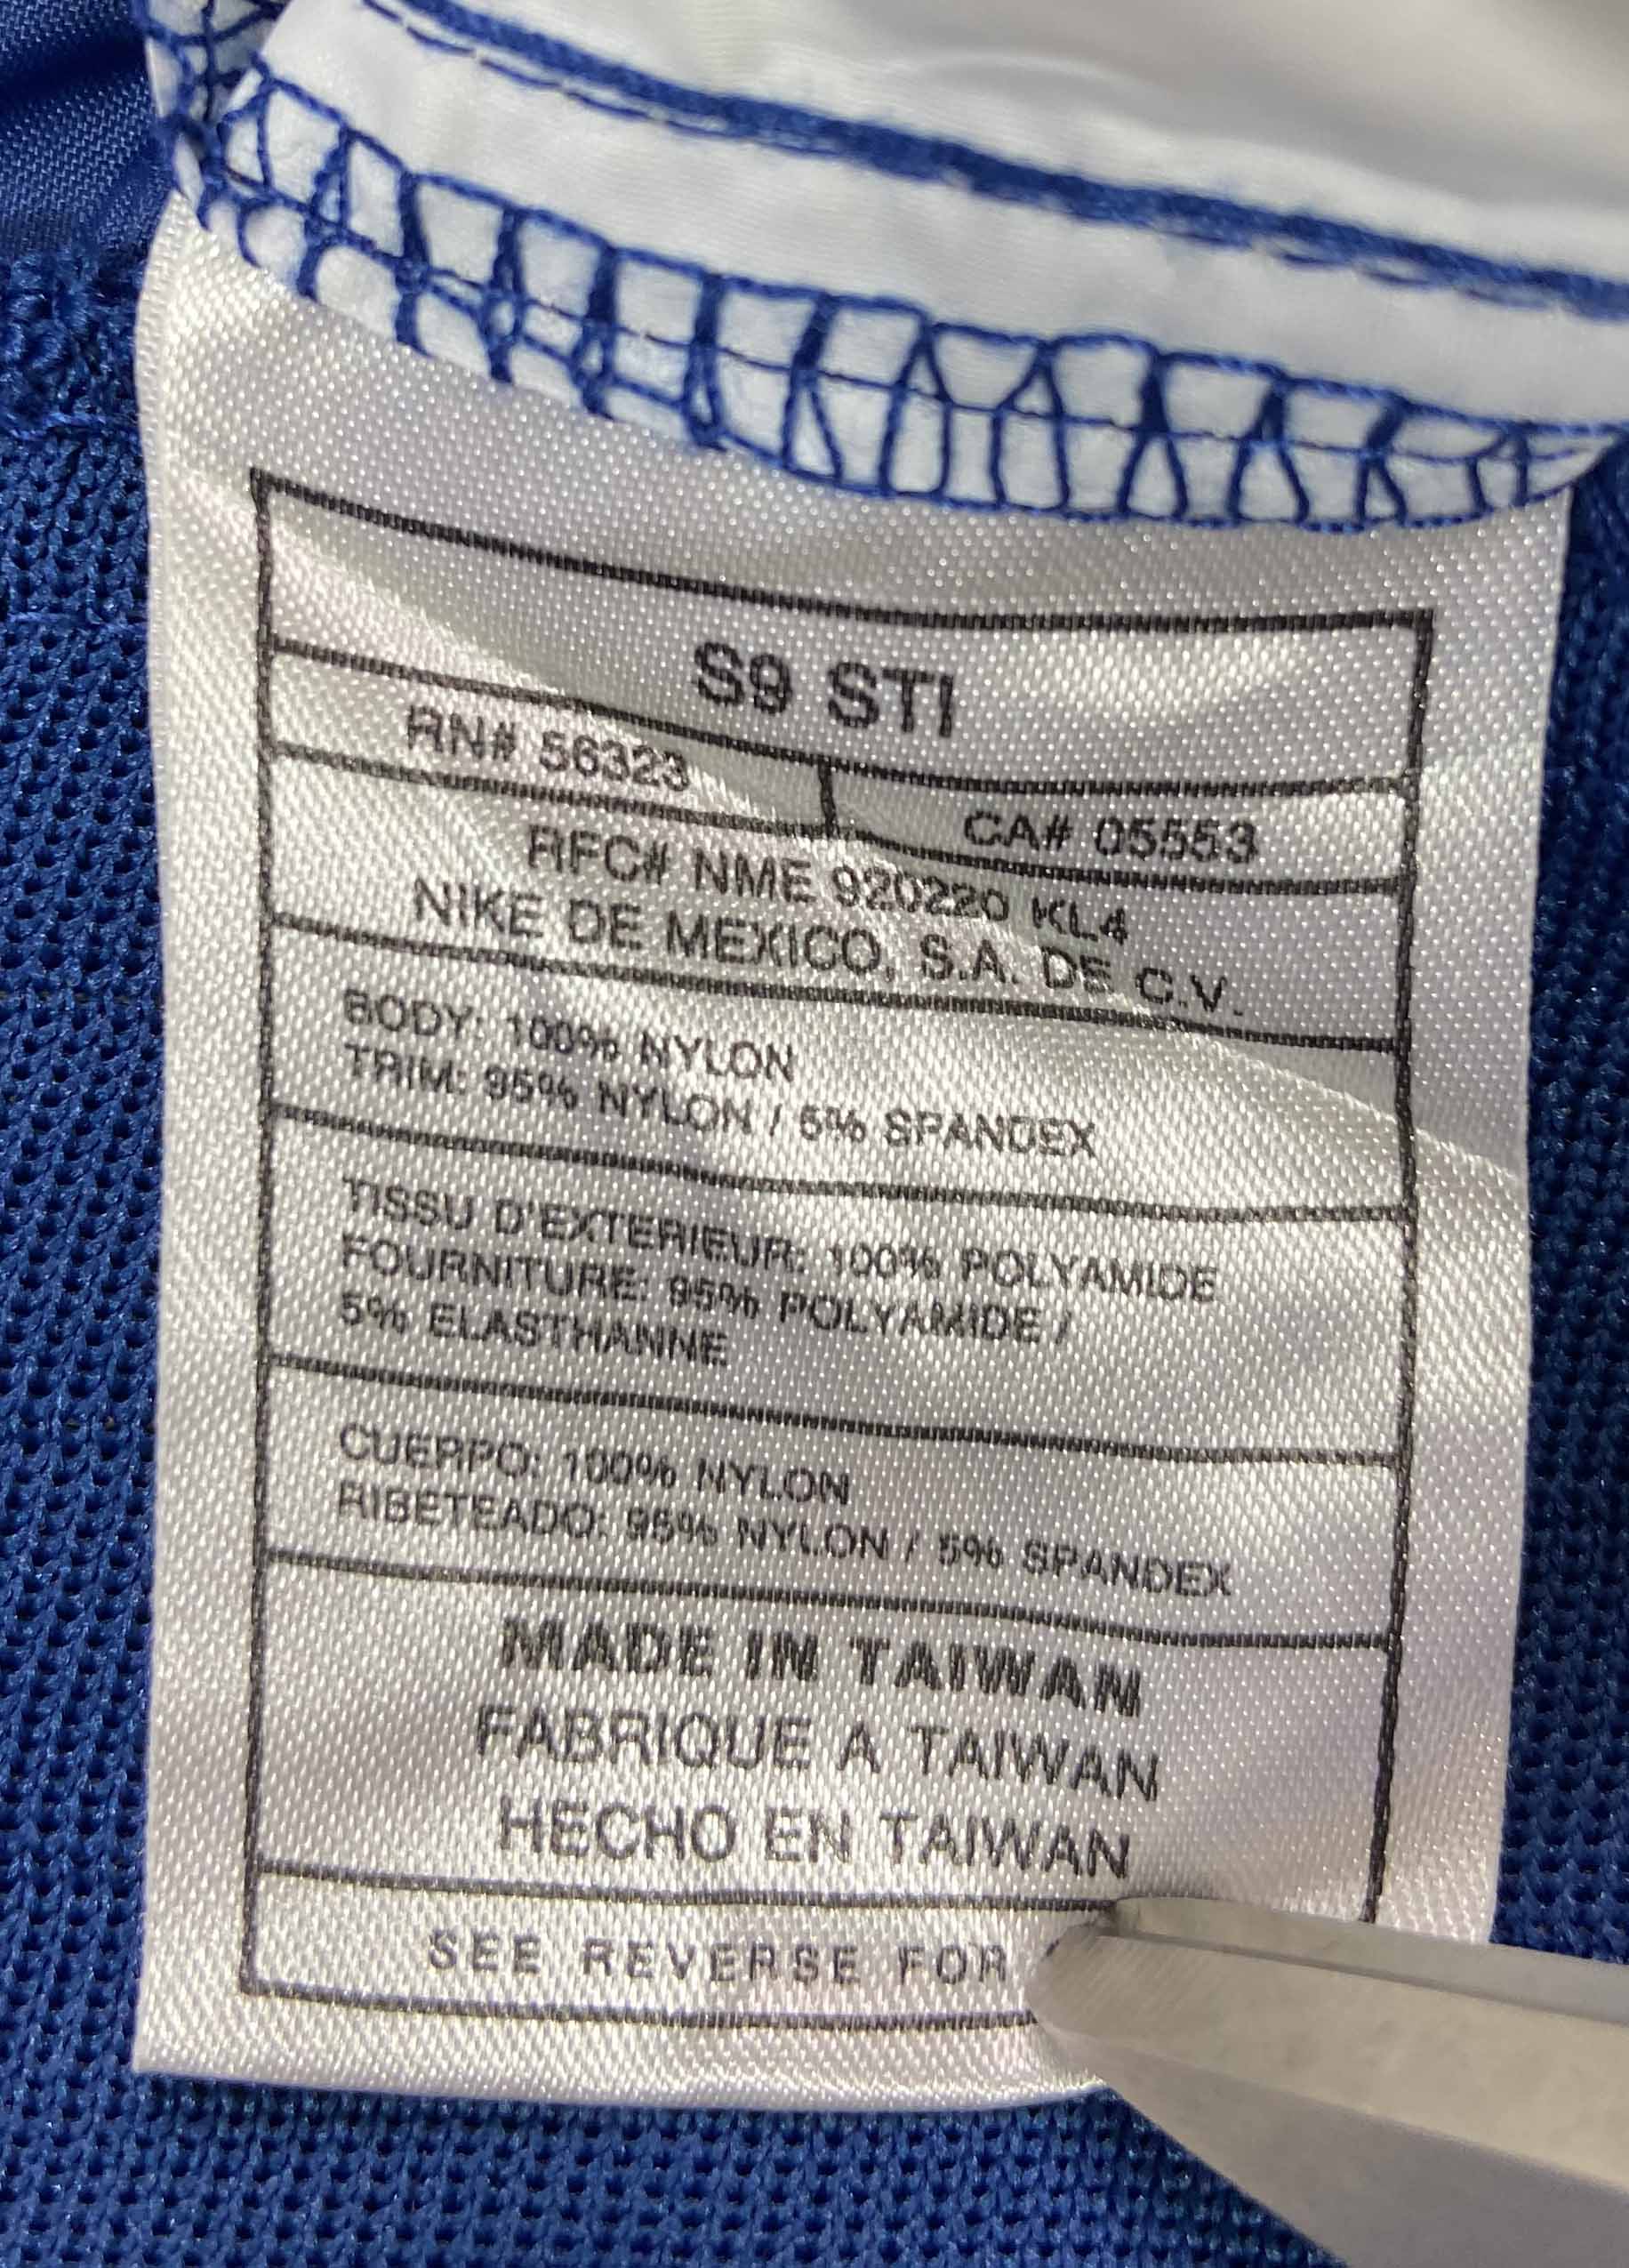 S9 STI
RN# 56323
CA# 05553
RFC# NME 920220 KL4
NIKE DE MEXICO, S.A. DE C.V.
BODY: 100% NYLON
TRIM: 95% NYLON / 5% SPANDEX
TISSU D'EXTERIEUR: 100% POLYAMIDE
FOURNITURE: 95% POLYAMIDE /
5% ELASTHANNE
CUERPO: 100% NYLON
RIBETEADO: 95% NYLON / 5% SPANDEX
MADE IN TAIWAN
FABRIQUE A TAIWAN
HECHO EN TAIWAN
SEE REVERSE FOR